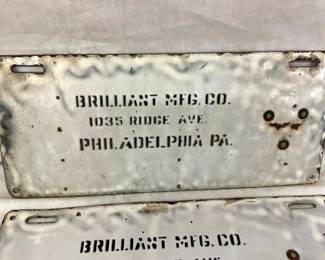 BRILLIANT MFG. CO.
1035 RIDGE AVE.
PHILADELPHIA PA.
BRILLIANT MFG. CO.